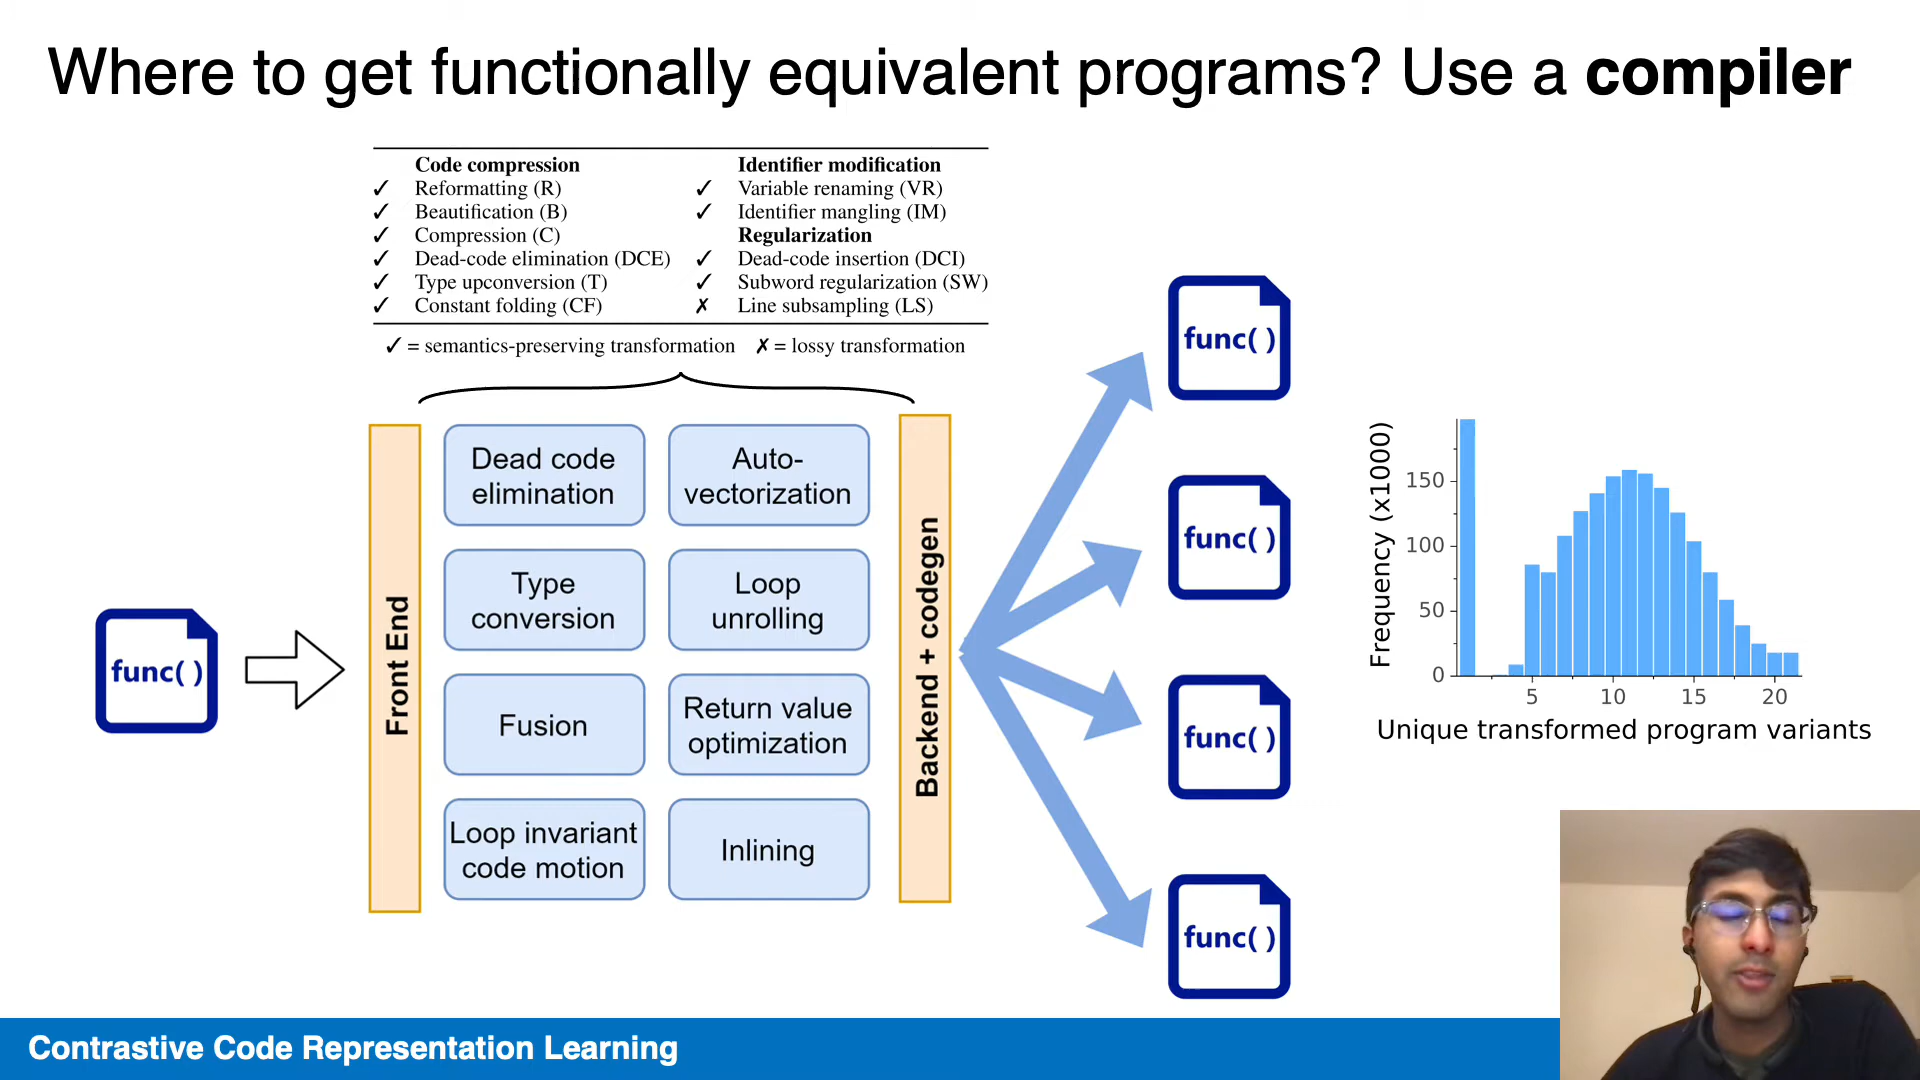 Where to get functionally equivalent programs? Use a compiler
Code compression
✓ Reformatting (R)
✓ Beautification (B)
✓ Compression (C)
✓ Dead-code elimination (DCE)
✓ Type upconversion (T)
✓ Constant folding (CF)
Identifier modification
✓ Variable renaming (VR)
✓ Identifier mangling (IM)
Regularization
✓ Dead-code insertion (DCI)
✓ Subword regularization (SW)
✗ Line subsampling (LS)
✓ = semantics-preserving transformation ✗ = lossy transformation
func( )
Front End
Dead code
elimination
Auto-
vectorization
Type
conversion
Loop
unrolling
Fusion
Return value
optimization
Loop invariant
code motion
Inlining
Backend + codegen
func( )
func( )
func( )
func( )
Frequency (x1000)
150
100
50
0
5 10 15 20
Unique transformed program variants
Contrastive Code Representation Learning